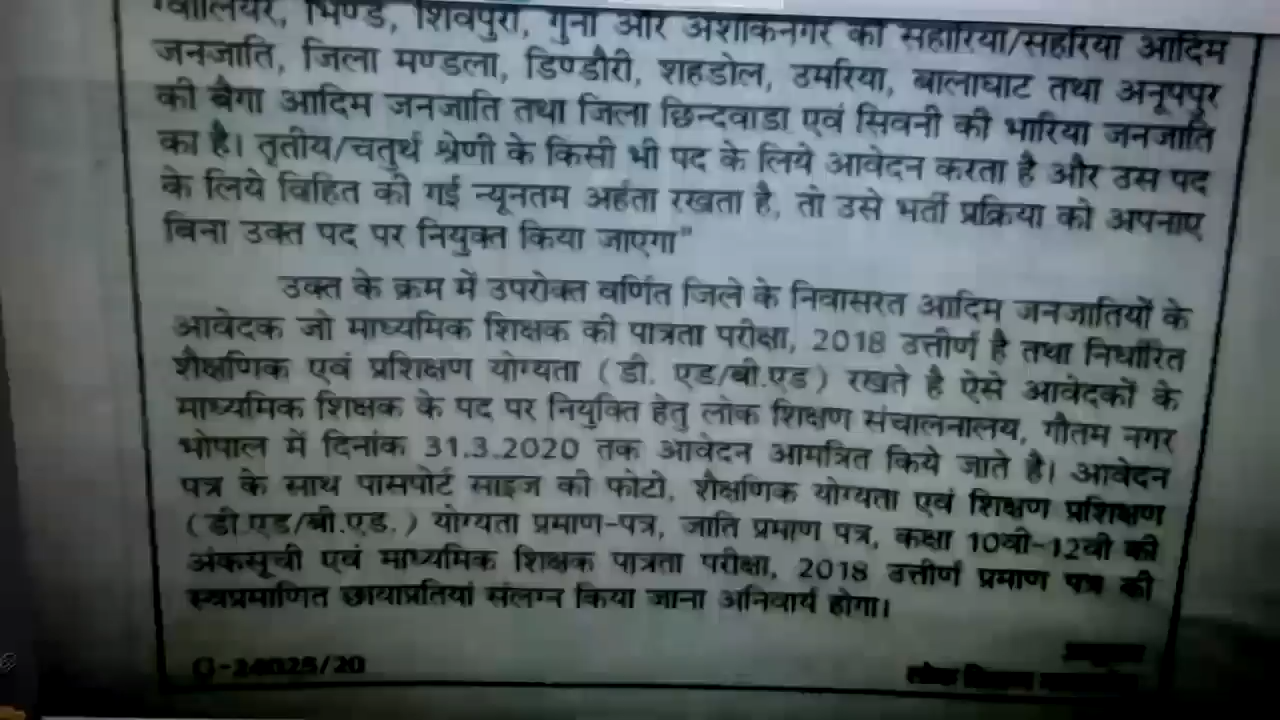 ग्वालियर, भिण्ड, शिवपुरी, गुना और अशोकनगर की सहारिया/सहरिया आदिम
जनजाति, जिला मण्डला, डिण्डौरी, शहडोल, उमरिया, बालाघाट तथा अनूपपुर
की बैगा आदिम जनजाति तथा जिला छिन्दवाडा एवं सिवनी की भारिया जनजाति
का है। तृतीय/चतुर्थ श्रेणी के किसी भी पद के लिये आवेदन करता है और उस पद
के लिये विहित की गई न्यूनतम अर्हता रखता है, तो उसे भर्ती प्रक्रिया को अपनाए
बिना उक्त पद पर नियुक्त किया जाएगा"
उक्त के क्रम में उपरोक्त वर्णित जिले के निवासरत आदिम जनजातियों के
आवेदक जो माध्यमिक शिक्षक की पात्रता परीक्षा, 2018 उत्तीर्ण है तथा निर्धारित
शैक्षणिक एवं प्रशिक्षण योग्यता (डी. एड/बी.एड) रखते है ऐसे आवेदकों के
माध्यमिक शिक्षक के पद पर नियुक्ति हेतु लोक शिक्षण संचालनालय, गौतम नगर
भोपाल में दिनांक 31.3.2020 तक आवेदन आमत्रित किये जाते है। आवेदन
पत्र के साथ पासपोर्ट साइज की फोटो, शैक्षणिक योग्यता एवं शिक्षण प्रशिक्षण
(डी.एड/बी.एड.) योग्यता प्रमाण-पत्र, जाति प्रमाण पत्र, कक्षा 10वी-12वी की
अंकसूची एवं माध्यमिक शिक्षक पात्रता परीक्षा, 2018 उत्तीर्ण प्रमाण पत्र की
स्वप्रमाणित छायाप्रतियां संलग्न किया जाना अनिवार्य होगा।